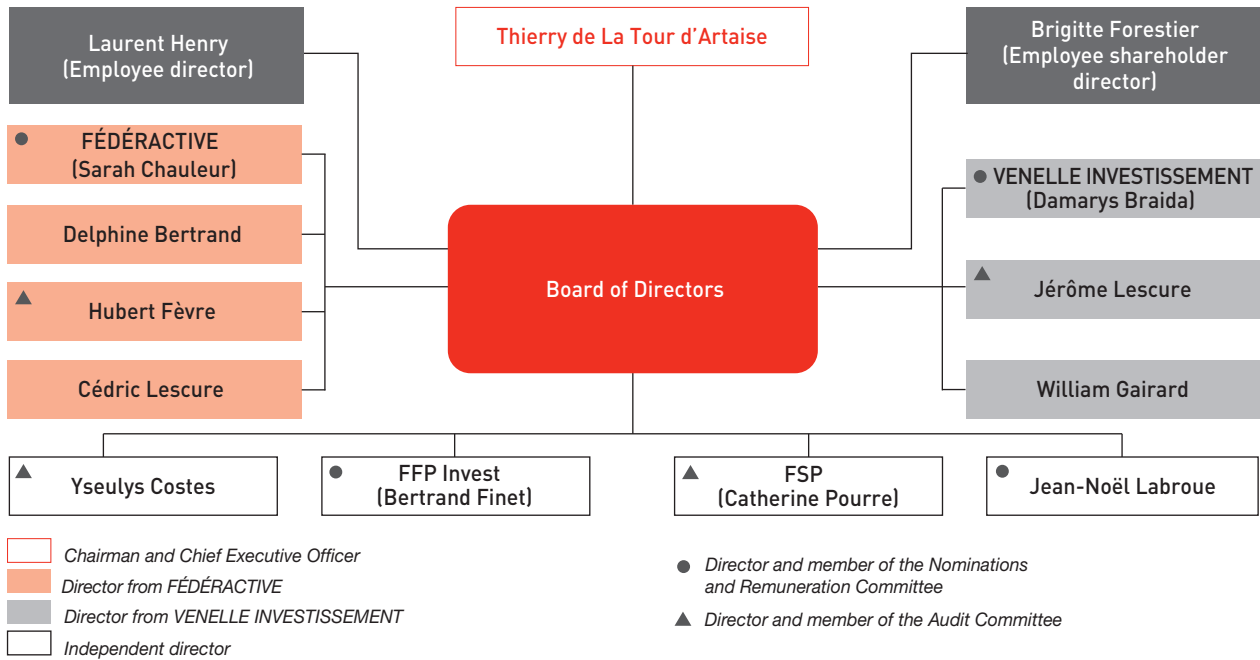 Laurent Henry
(Employee director)
Thierry de La Tour d’Artaise
Brigitte Forestier
(Employee shareholder
director)
FÉDÉRACTIVE
(Sarah Chauleur)
Delphine Bertrand
Hubert Fèvre
Cédric Lescure
Board of Directors
VENELLE INVESTISSEMENT
(Damarys Braida)
Jérôme Lescure
William Gairard
Yseulys Costes
FFP Invest
(Bertrand Finet)
FSP
(Catherine Pourre)
Jean-Noël Labroue
Chairman and Chief Executive Officer
Director from FÉDÉRACTIVE
Director from VENELLE INVESTISSEMENT
Independent director
Director and member of the Nominations
and Remuneration Committee
Director and member of the Audit Committee